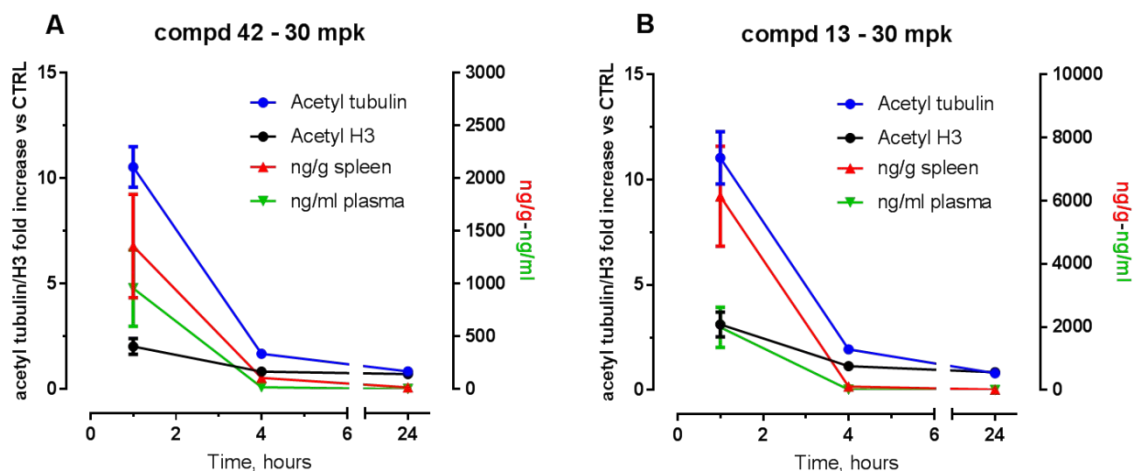 A
compd 42 - 30 mpk
acetyl tubulin/H3 fold increase vs CTRL
15
10
5
0
Acetyl tubulin
Acetyl H3
ng/g spleen
ng/ml plasma
3000
2500
2000
1500
1000
500
0
ng/g-ng/ml
0 2 4 6 24
Time, hours
B
compd 13 - 30 mpk
acetyl tubulin/H3 fold increase vs CTRL
15
10
5
0
Acetyl tubulin
Acetyl H3
ng/g spleen
ng/ml plasma
10000
8000
6000
4000
2000
0
ng/g-ng/ml
0 2 4 6 24
Time, hours